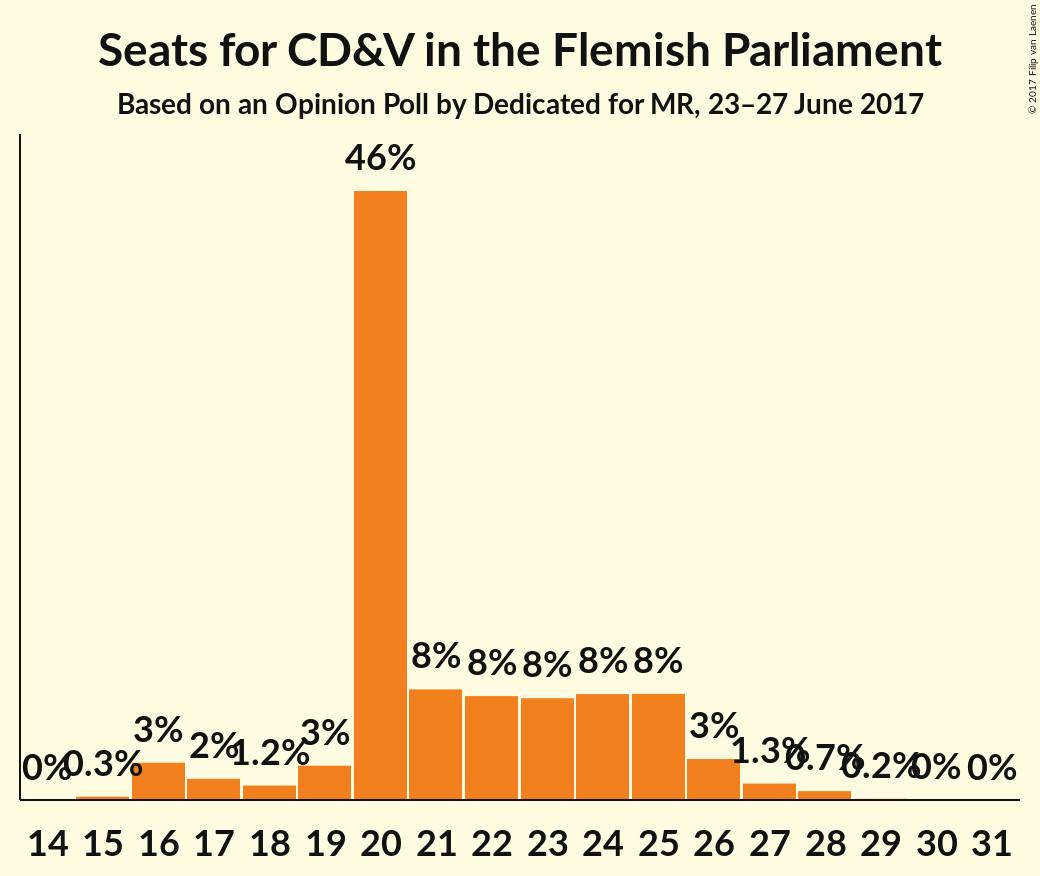 Seats for CD&V in the Flemish Parliament
Based on an Opinion Poll by Dedicated for MR, 23–27 June 2017
© 2017 Filip van Laenen
0% 0.3% 3% 2% 1.2% 3% 46% 8% 8% 8% 8% 8% 3% 1.3% 0.7% 0.2% 0% 0%
14 15 16 17 18 19 20 21 22 23 24 25 26 27 28 29 30 31